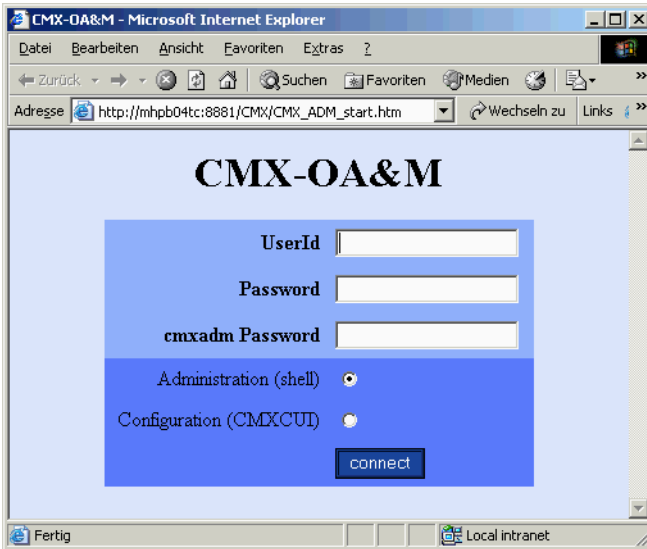 CMX-OA&M - Microsoft Internet Explorer
Datei Bearbeiten Ansicht Favoriten Extras ?
Zurück Suchen Favoriten Medien »
Adresse http://mhpb04tc:8881/CMX/CMX_ADM_start.htm Wechseln zu Links »
CMX-OA&M
UserId
Password
cmxadm Password
Administration (shell)
Configuration (CMXCUI)
connect
Fertig Local intranet